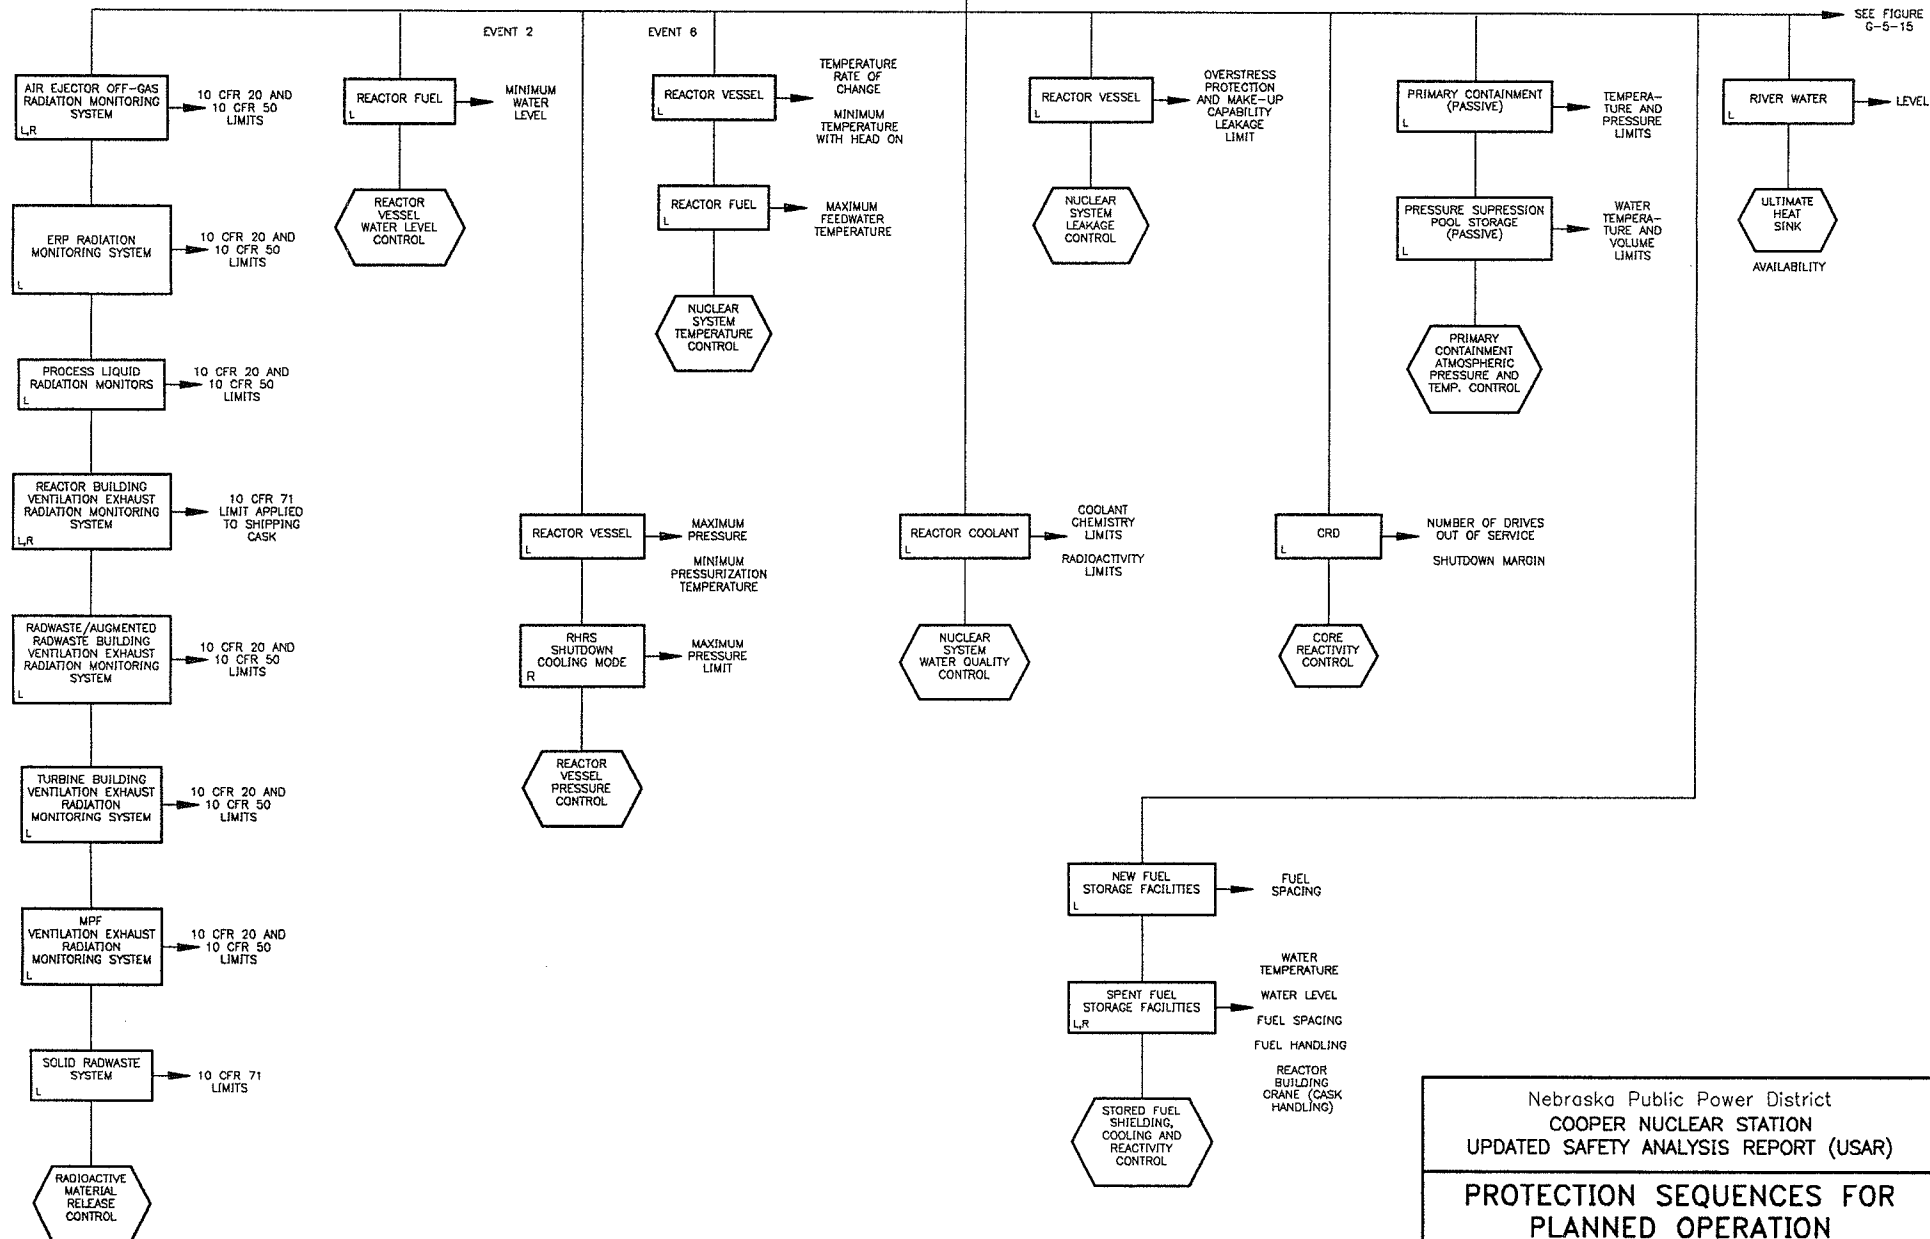 SEE FIGURE
G-5-15
EVENT 2
EVENT 6
AIR EJECTOR OFF-GAS
RADIATION MONITORING
SYSTEM
L,R
10 CFR 20 AND
10 CFR 50
LIMITS
ERP RADIATION
MONITORING SYSTEM
L
10 CFR 20 AND
10 CFR 50
LIMITS
PROCESS LIQUID
RADIATION MONITORS
L
10 CFR 20 AND
10 CFR 50
LIMITS
REACTOR BUILDING
VENTILATION EXHAUST
RADIATION MONITORING
SYSTEM
L,R
10 CFR 71
LIMIT APPLIED
TO SHIPPING
CASK
RADWASTE/AUGMENTED
RADWASTE BUILDING
VENTILATION EXHAUST
RADIATION MONITORING
SYSTEM
L
10 CFR 20 AND
10 CFR 50
LIMITS
TURBINE BUILDING
VENTILATION EXHAUST
RADIATION
MONITORING SYSTEM
L
10 CFR 20 AND
10 CFR 50
LIMITS
MPF
VENTILATION EXHAUST
RADIATION
MONITORING SYSTEM
L
10 CFR 20 AND
10 CFR 50
LIMITS
SOLID RADWASTE
SYSTEM
L
10 CFR 71
LIMITS
RADIOACTIVE
MATERIAL
RELEASE
CONTROL
REACTOR FUEL
L
MINIMUM
WATER
LEVEL
REACTOR
VESSEL
WATER LEVEL
CONTROL
REACTOR VESSEL
L
MAXIMUM
PRESSURE
MINIMUM
PRESSURIZATION
TEMPERATURE
RHRS
SHUTDOWN
COOLING MODE
R
MAXIMUM
PRESSURE
LIMIT
REACTOR
VESSEL
PRESSURE
CONTROL
REACTOR VESSEL
L
TEMPERATURE
RATE OF
CHANGE
MINIMUM
TEMPERATURE
WITH HEAD ON
REACTOR FUEL
L
MAXIMUM
FEEDWATER
TEMPERATURE
NUCLEAR
SYSTEM
TEMPERATURE
CONTROL
REACTOR COOLANT
L
COOLANT
CHEMISTRY
LIMITS
RADIOACTIVITY
LIMITS
NUCLEAR
SYSTEM
WATER QUALITY
CONTROL
REACTOR VESSEL
L
OVERSTRESS
PROTECTION
AND MAKE-UP
CAPABILITY
LEAKAGE
LIMIT
NUCLEAR
SYSTEM
LEAKAGE
CONTROL
CRD
L
NUMBER OF DRIVES
OUT OF SERVICE
SHUTDOWN MARGIN
CORE
REACTIVITY
CONTROL
PRIMARY CONTAINMENT
(PASSIVE)
L
TEMPERA-
TURE AND
PRESSURE
LIMITS
PRESSURE SUPRESSION
POOL STORAGE
(PASSIVE)
L
WATER
TEMPERA-
TURE AND
VOLUME
LIMITS
PRIMARY
CONTAINMENT
ATMOSPHERIC
PRESSURE AND
TEMP. CONTROL
NEW FUEL
STORAGE FACILITIES
L
FUEL
SPACING
SPENT FUEL
STORAGE FACILITIES
L,R
WATER
TEMPERATURE
WATER LEVEL
FUEL SPACING
FUEL HANDLING
REACTOR
BUILDING
CRANE (CASK
HANDLING)
STORED FUEL
SHIELDING,
COOLING AND
REACTIVITY
CONTROL
RIVER WATER
L
LEVEL
ULTIMATE
HEAT
SINK
AVAILABILITY
Nebraska Public Power District
COOPER NUCLEAR STATION
UPDATED SAFETY ANALYSIS REPORT (USAR)
PROTECTION SEQUENCES FOR
PLANNED OPERATION